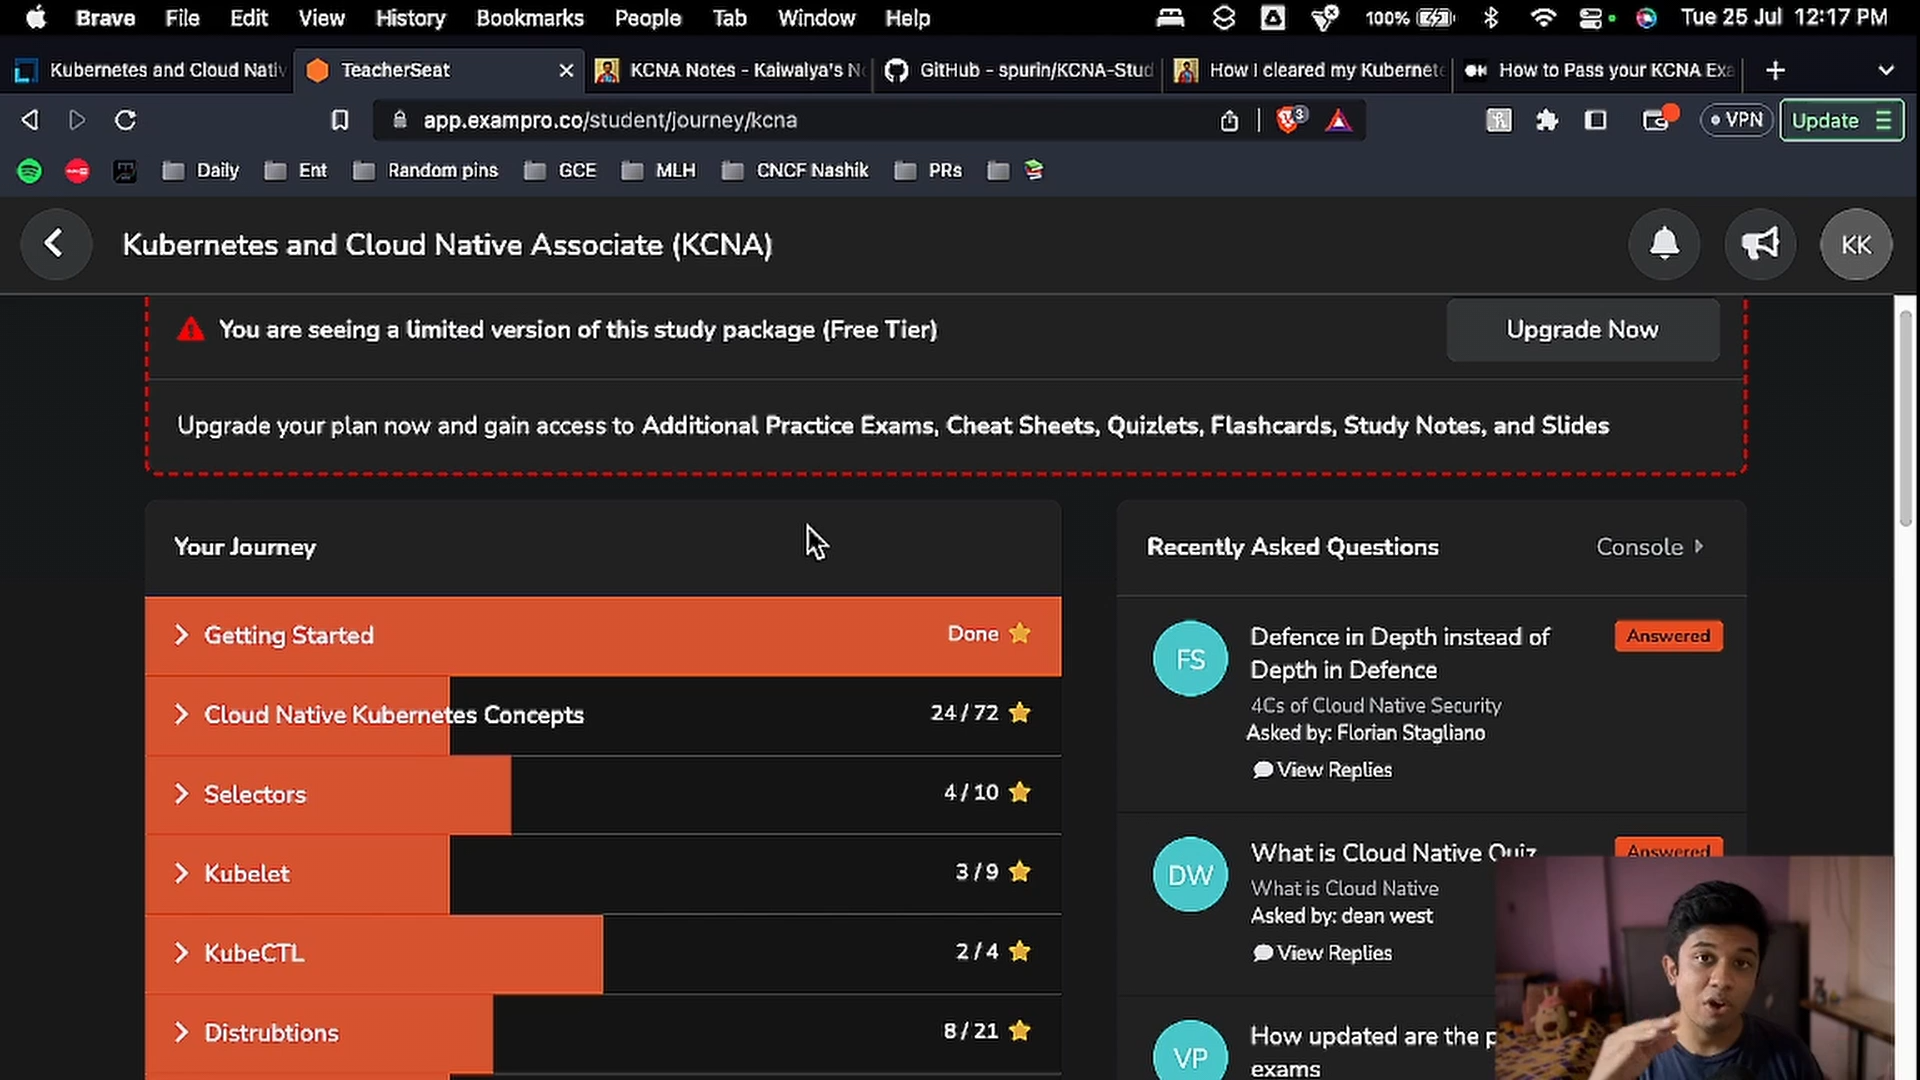 Brave File Edit View History Bookmarks People Tab Window Help 100% Tue 25 Jul 12:17 PM
Kubernetes and Cloud Nativ TeacherSeat KCNA Notes - Kaiwalya's No GitHub - spurin/KCNA-Stud How I cleared my Kubernete How to Pass your KCNA Exa
app.exampro.co/student/journey/kcna 3 VPN Update
Daily Ent Random pins GCE MLH CNCF Nashik PRs
Kubernetes and Cloud Native Associate (KCNA) KK
You are seeing a limited version of this study package (Free Tier) Upgrade Now
Upgrade your plan now and gain access to Additional Practice Exams, Cheat Sheets, Quizlets, Flashcards, Study Notes, and Slides
Your Journey
Getting Started Done
Cloud Native Kubernetes Concepts 24 / 72
Selectors 4 / 10
Kubelet 3 / 9
KubeCTL 2 / 4
Distrubtions 8 / 21
Recently Asked Questions Console
FS Defence in Depth instead of Answered
Depth in Defence
4Cs of Cloud Native Security
Asked by: Florian Stagliano
View Replies
DW What is Cloud Native Quiz Answered
What is Cloud Native
Asked by: dean west
View Replies
VP How updated are the p
exams